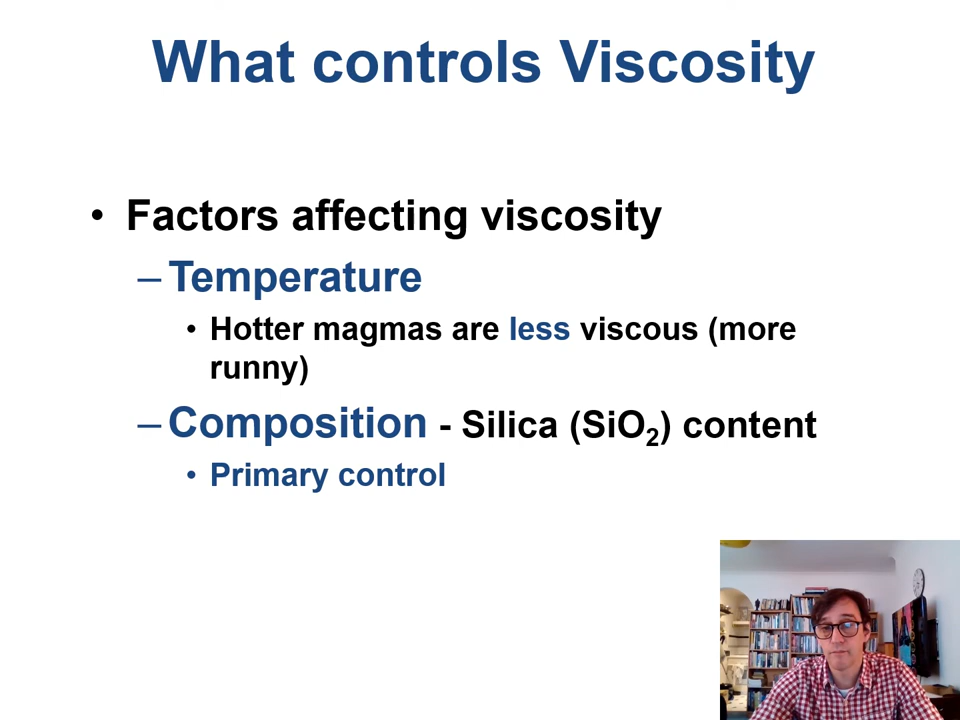 What controls Viscosity
• Factors affecting viscosity
– Temperature
• Hotter magmas are less viscous (more
runny)
– Composition - Silica (SiO₂) content
• Primary control